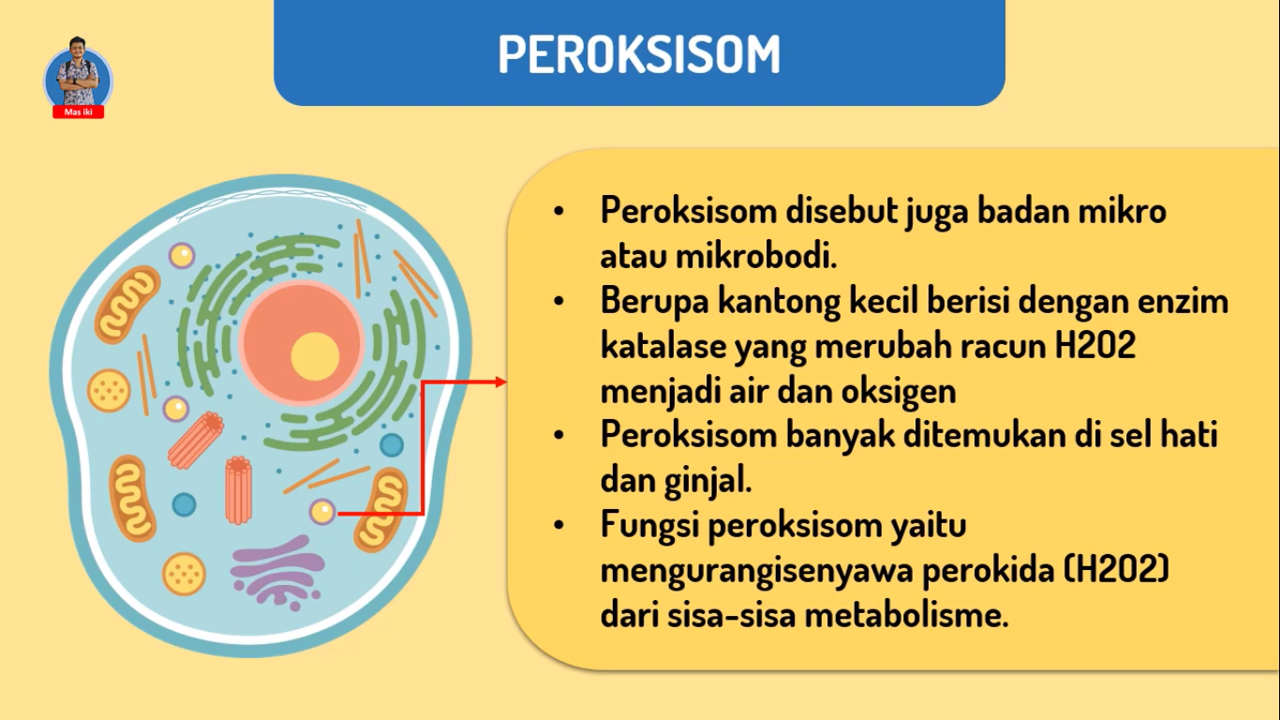 PEROKSISOM
Mas iki
• Peroksisom disebut juga badan mikro
atau mikrobodi.
• Berupa kantong kecil berisi dengan enzim
katalase yang merubah racun H2O2
menjadi air dan oksigen
• Peroksisom banyak ditemukan di sel hati
dan ginjal.
• Fungsi peroksisom yaitu
mengurangisenyawa perokida (H2O2)
dari sisa-sisa metabolisme.